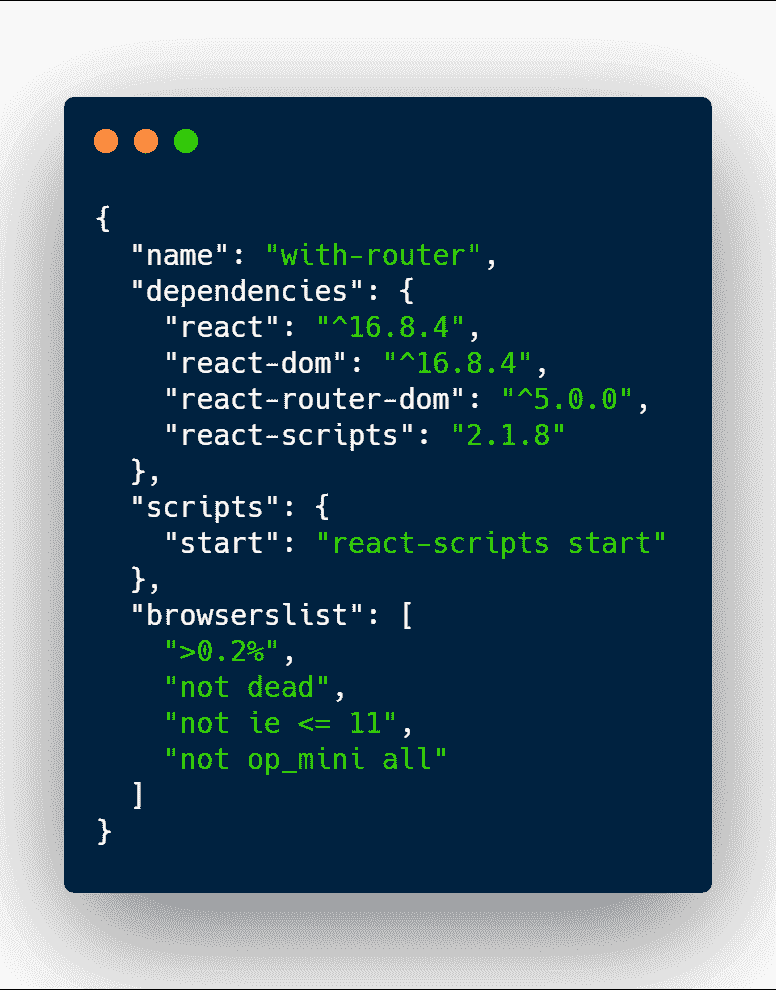 {
  "name": "with-router",
  "dependencies": {
    "react": "^16.8.4",
    "react-dom": "^16.8.4",
    "react-router-dom": "^5.0.0",
    "react-scripts": "2.1.8"
  },
  "scripts": {
    "start": "react-scripts start"
  },
  "browserslist": [
    ">0.2%",
    "not dead",
    "not ie <= 11",
    "not op_mini all"
  ]
}